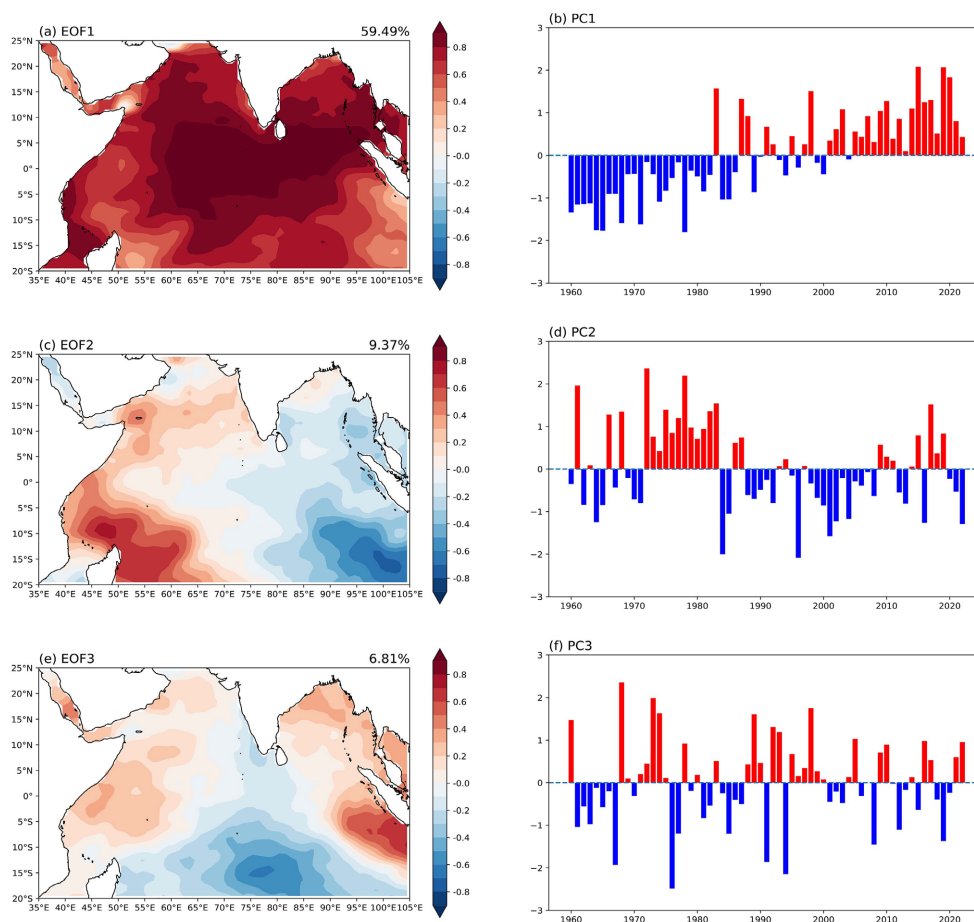 (a) EOF1 59.49%
25°N
20°N
15°N
10°N
5°N
0°
5°S
10°S
15°S
20°S
35°E 40°E 45°E 50°E 55°E 60°E 65°E 70°E 75°E 80°E 85°E 90°E 95°E 100°E 105°E
0.8
0.6
0.4
0.2
-0.0
-0.2
-0.4
-0.6
-0.8
(b) PC1
3
2
1
0
−1
−2
−3
1960 1970 1980 1990 2000 2010 2020
(c) EOF2 9.37%
25°N
20°N
15°N
10°N
5°N
0°
5°S
10°S
15°S
20°S
35°E 40°E 45°E 50°E 55°E 60°E 65°E 70°E 75°E 80°E 85°E 90°E 95°E 100°E 105°E
0.8
0.6
0.4
0.2
-0.0
-0.2
-0.4
-0.6
-0.8
(d) PC2
3
2
1
0
−1
−2
−3
1960 1970 1980 1990 2000 2010 2020
(e) EOF3 6.81%
25°N
20°N
15°N
10°N
5°N
0°
5°S
10°S
15°S
20°S
35°E 40°E 45°E 50°E 55°E 60°E 65°E 70°E 75°E 80°E 85°E 90°E 95°E 100°E 105°E
0.8
0.6
0.4
0.2
-0.0
-0.2
-0.4
-0.6
-0.8
(f) PC3
3
2
1
0
−1
−2
−3
1960 1970 1980 1990 2000 2010 2020